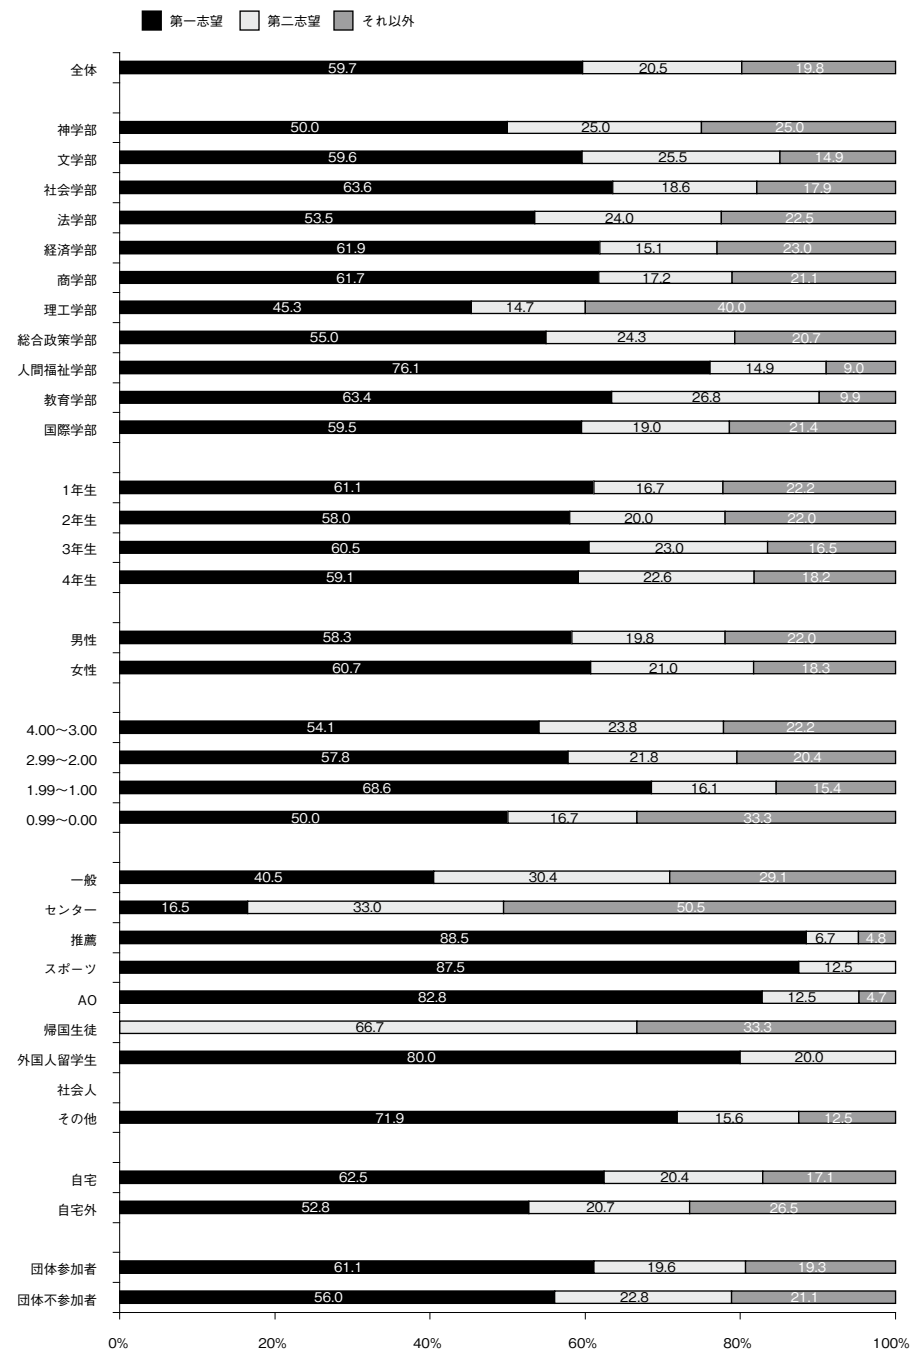 第一志望 第二志望 それ以外
全体 59.7 20.5 19.8
神学部 50.0 25.0 25.0
文学部 59.6 25.5 14.9
社会学部 63.6 18.6 17.9
法学部 53.5 24.0 22.5
経済学部 61.9 15.1 23.0
商学部 61.7 17.2 21.1
理工学部 45.3 14.7 40.0
総合政策学部 55.0 24.3 20.7
人間福祉学部 76.1 14.9 9.0
教育学部 63.4 26.8 9.9
国際学部 59.5 19.0 21.4
1年生 61.1 16.7 22.2
2年生 58.0 20.0 22.0
3年生 60.5 23.0 16.5
4年生 59.1 22.6 18.2
男性 58.3 19.8 22.0
女性 60.7 21.0 18.3
4.00〜3.00 54.1 23.8 22.2
2.99〜2.00 57.8 21.8 20.4
1.99〜1.00 68.6 16.1 15.4
0.99〜0.00 50.0 16.7 33.3
一般 40.5 30.4 29.1
センター 16.5 33.0 50.5
推薦 88.5 6.7 4.8
スポーツ 87.5 12.5
AO 82.8 12.5 4.7
帰国生徒 66.7 33.3
外国人留学生 80.0 20.0
社会人
その他 71.9 15.6 12.5
自宅 62.5 20.4 17.1
自宅外 52.8 20.7 26.5
団体参加者 61.1 19.6 19.3
団体不参加者 56.0 22.8 21.1
0% 20% 40% 60% 80% 100%